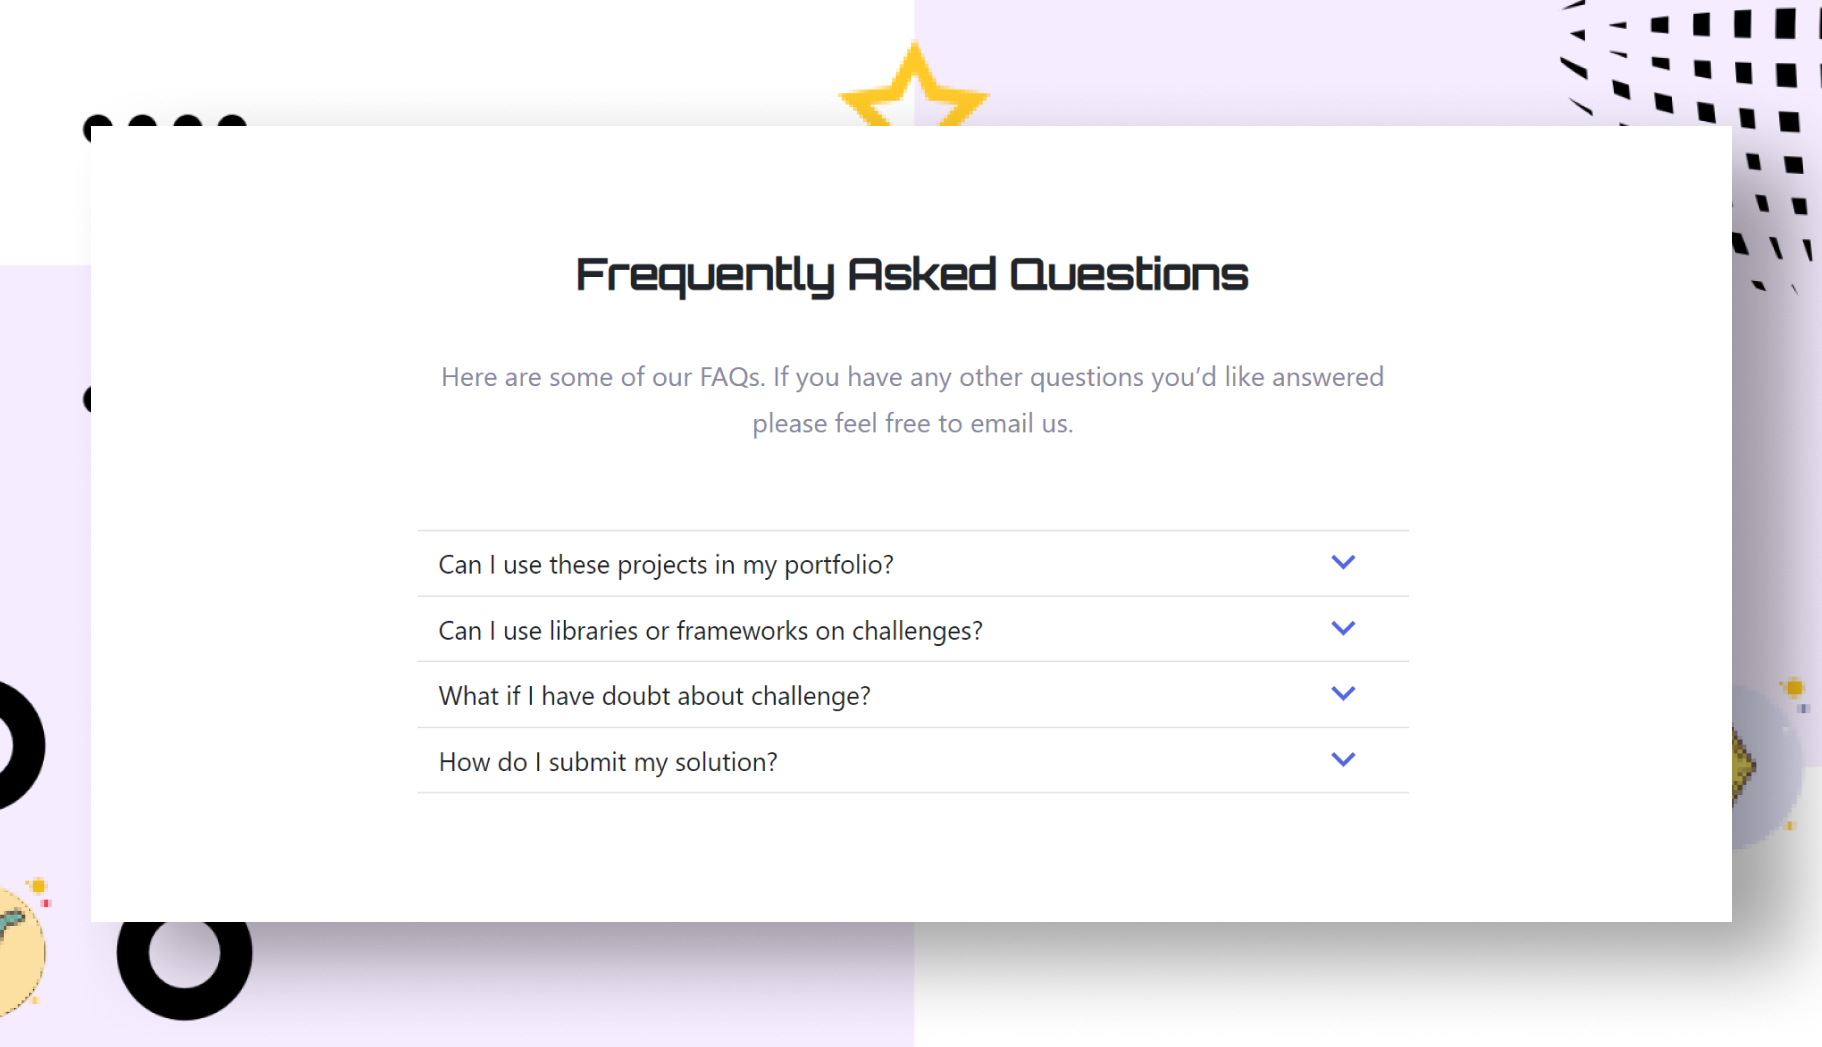 Frequently Asked Questions
Here are some of our FAQs. If you have any other questions you’d like answered
please feel free to email us.
Can I use these projects in my portfolio?
Can I use libraries or frameworks on challenges?
What if I have doubt about challenge?
How do I submit my solution?